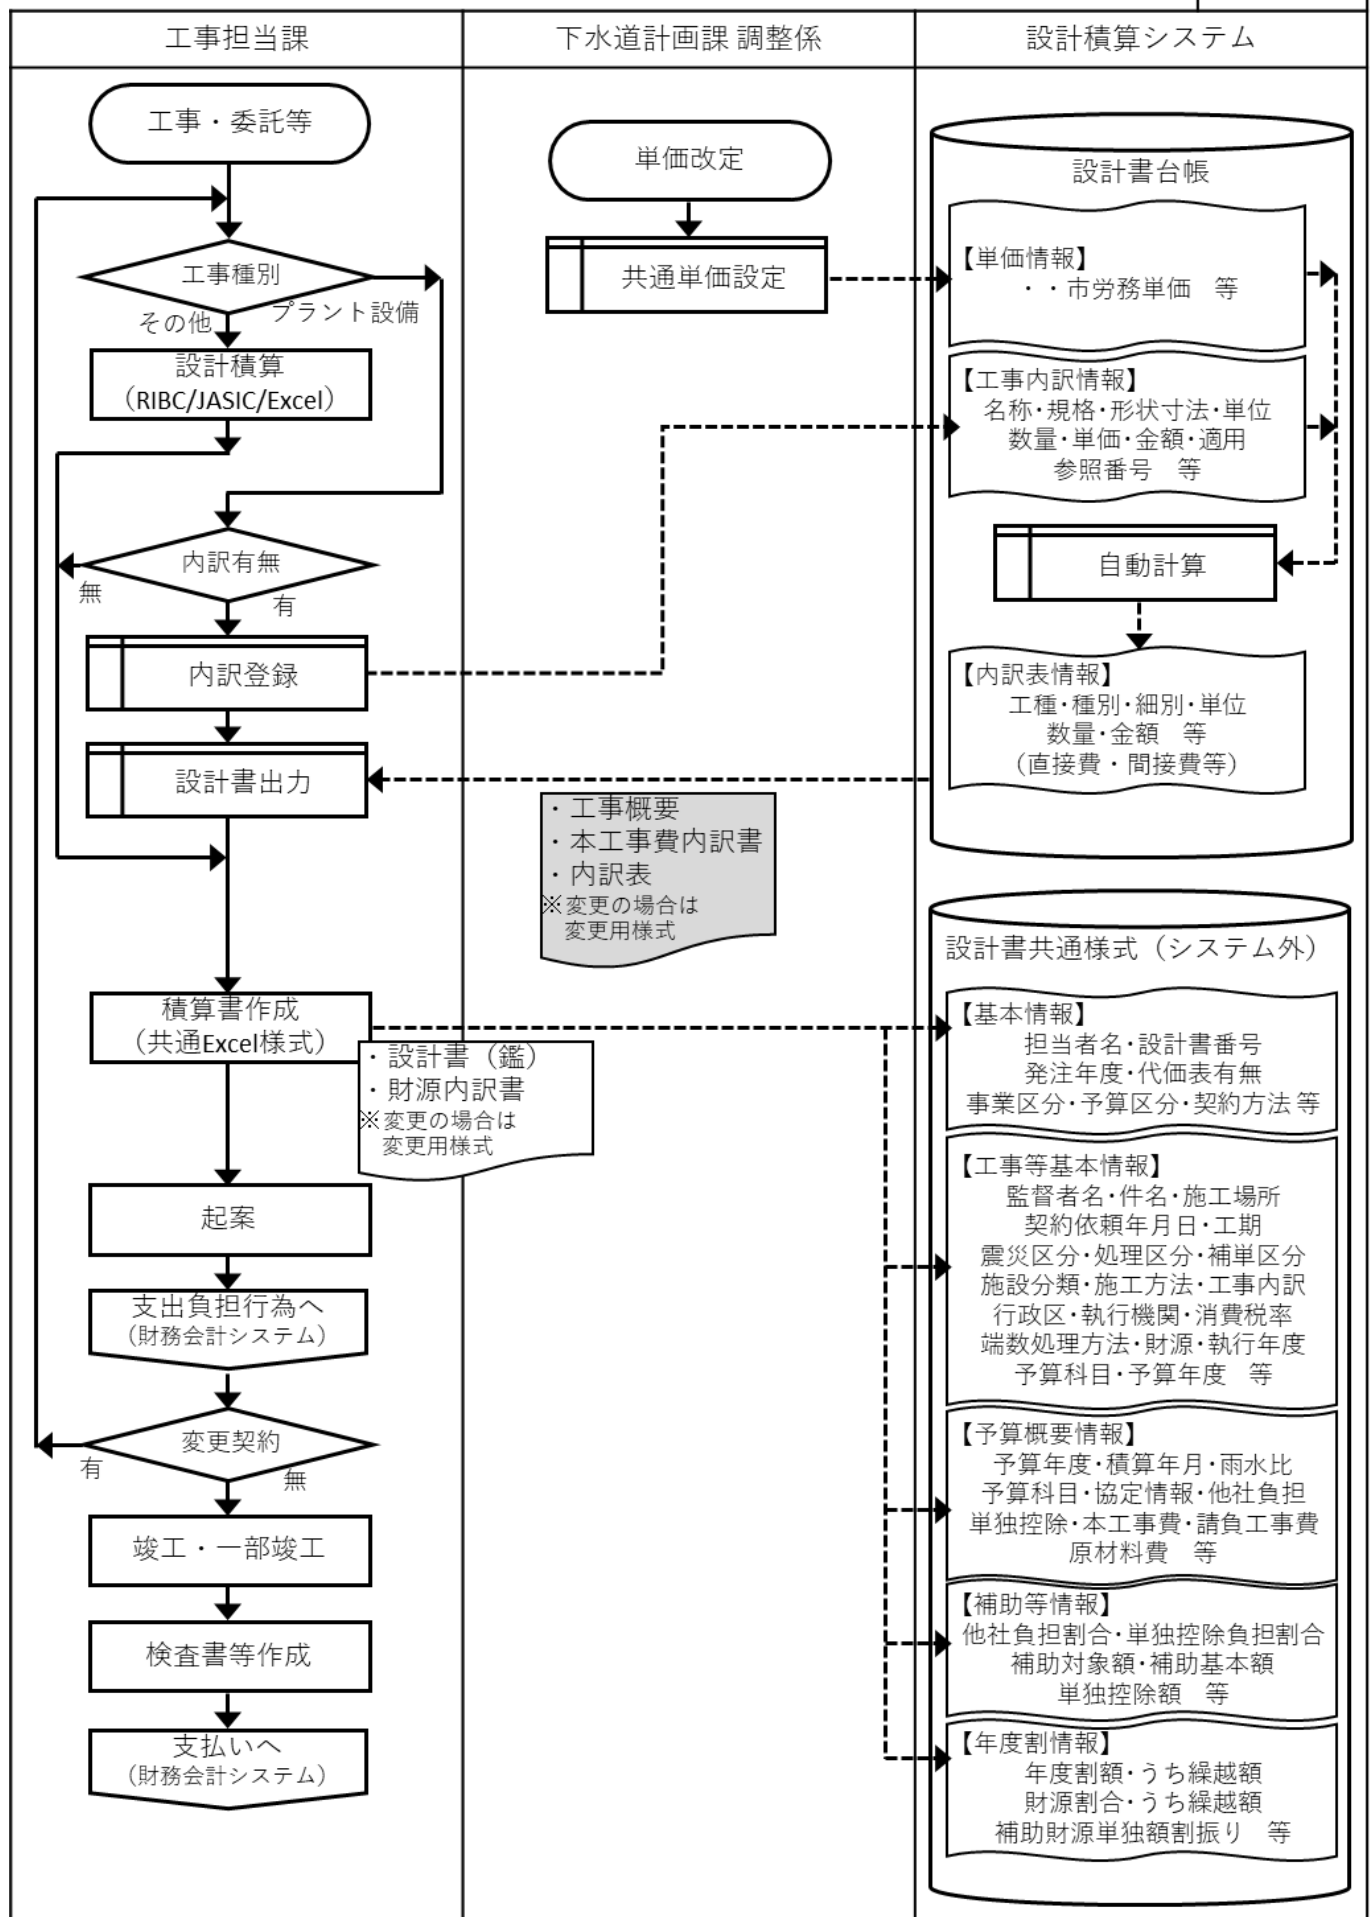 工事担当課
下水道計画課 調整係
設計積算システム
工事・委託等
工事種別
その他
プラント設備
設計積算
（RIBC/JASIC/Excel）
内訳有無
無
有
内訳登録
設計書出力
積算書作成
（共通Excel様式）
・設計書（鑑）
・財源内訳書
※変更の場合は
変更用様式
起案
支出負担行為へ
（財務会計システム）
変更契約
有
無
竣工・一部竣工
検査書等作成
支払いへ
（財務会計システム）
単価改定
共通単価設定
・工事概要
・本工事費内訳書
・内訳表
※変更の場合は
変更用様式
設計書台帳
【単価情報】
・・市労務単価　等
【工事内訳情報】
名称・規格・形状寸法・単位
数量・単価・金額・適用
参照番号　等
自動計算
【内訳表情報】
工種・種別・細別・単位
数量・金額　等
（直接費・間接費等）
設計書共通様式（システム外）
【基本情報】
担当者名・設計書番号
発注年度・代価表有無
事業区分・予算区分・契約方法 等
【工事等基本情報】
監督者名・件名・施工場所
契約依頼年月日・工期
震災区分・処理区分・補単区分
施設分類・施工方法・工事内訳
行政区・執行機関・消費税率
端数処理方法・財源・執行年度
予算科目・予算年度　等
【予算概要情報】
予算年度・積算年月・雨水比
予算科目・協定情報・他社負担
単独控除・本工事費・請負工事費
原材料費　等
【補助等情報】
他社負担割合・単独控除負担割合
補助対象額・補助基本額
単独控除額　等
【年度割情報】
年度割額・うち繰越額
財源割合・うち繰越額
補助財源単独額割振り　等